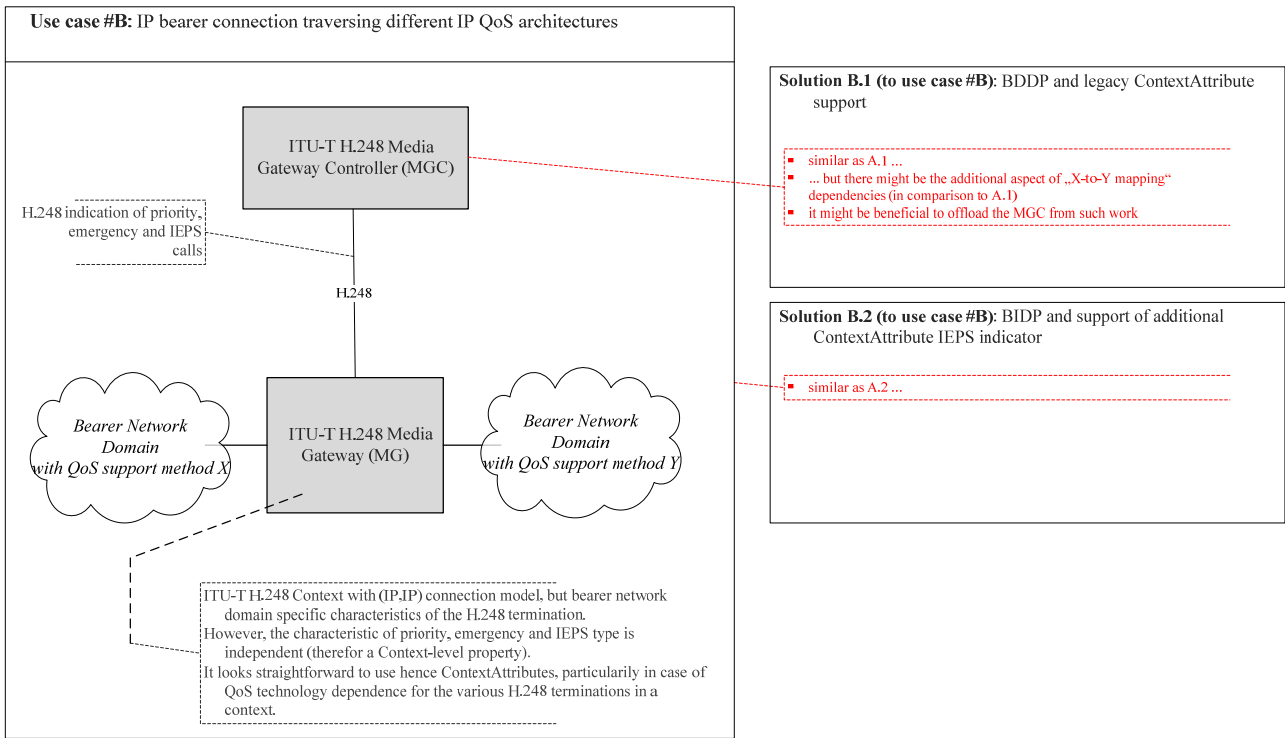 Use case #B: IP bearer connection traversing different IP QoS architectures
ITU-T H.248 Media
Gateway Controller (MGC)
H.248 indication of priority,
emergency and IEPS
calls
H.248
Bearer Network
Domain
with QoS support method X
ITU-T H.248 Media
Gateway (MG)
Bearer Network
Domain
with QoS support method Y
ITU-T H.248 Context with (IP,IP) connection model, but bearer network
domain specific characteristics of the H.248 termination.
However, the characteristic of priority, emergency and IEPS type is
independent (therefor a Context-level property).
It looks straightforward to use hence ContextAttributes, particularily in case of
QoS technology dependence for the various H.248 terminations in a
context.
Solution B.1 (to use case #B): BDDP and legacy ContextAttribute
support
▪ similar as A.1 ...
▪ ... but there might be the additional aspect of „X-to-Y mapping“
dependencies (in comparison to A.1)
▪ it might be beneficial to offload the MGC from such work
Solution B.2 (to use case #B): BIDP and support of additional
ContextAttribute IEPS indicator
▪ similar as A.2 ...